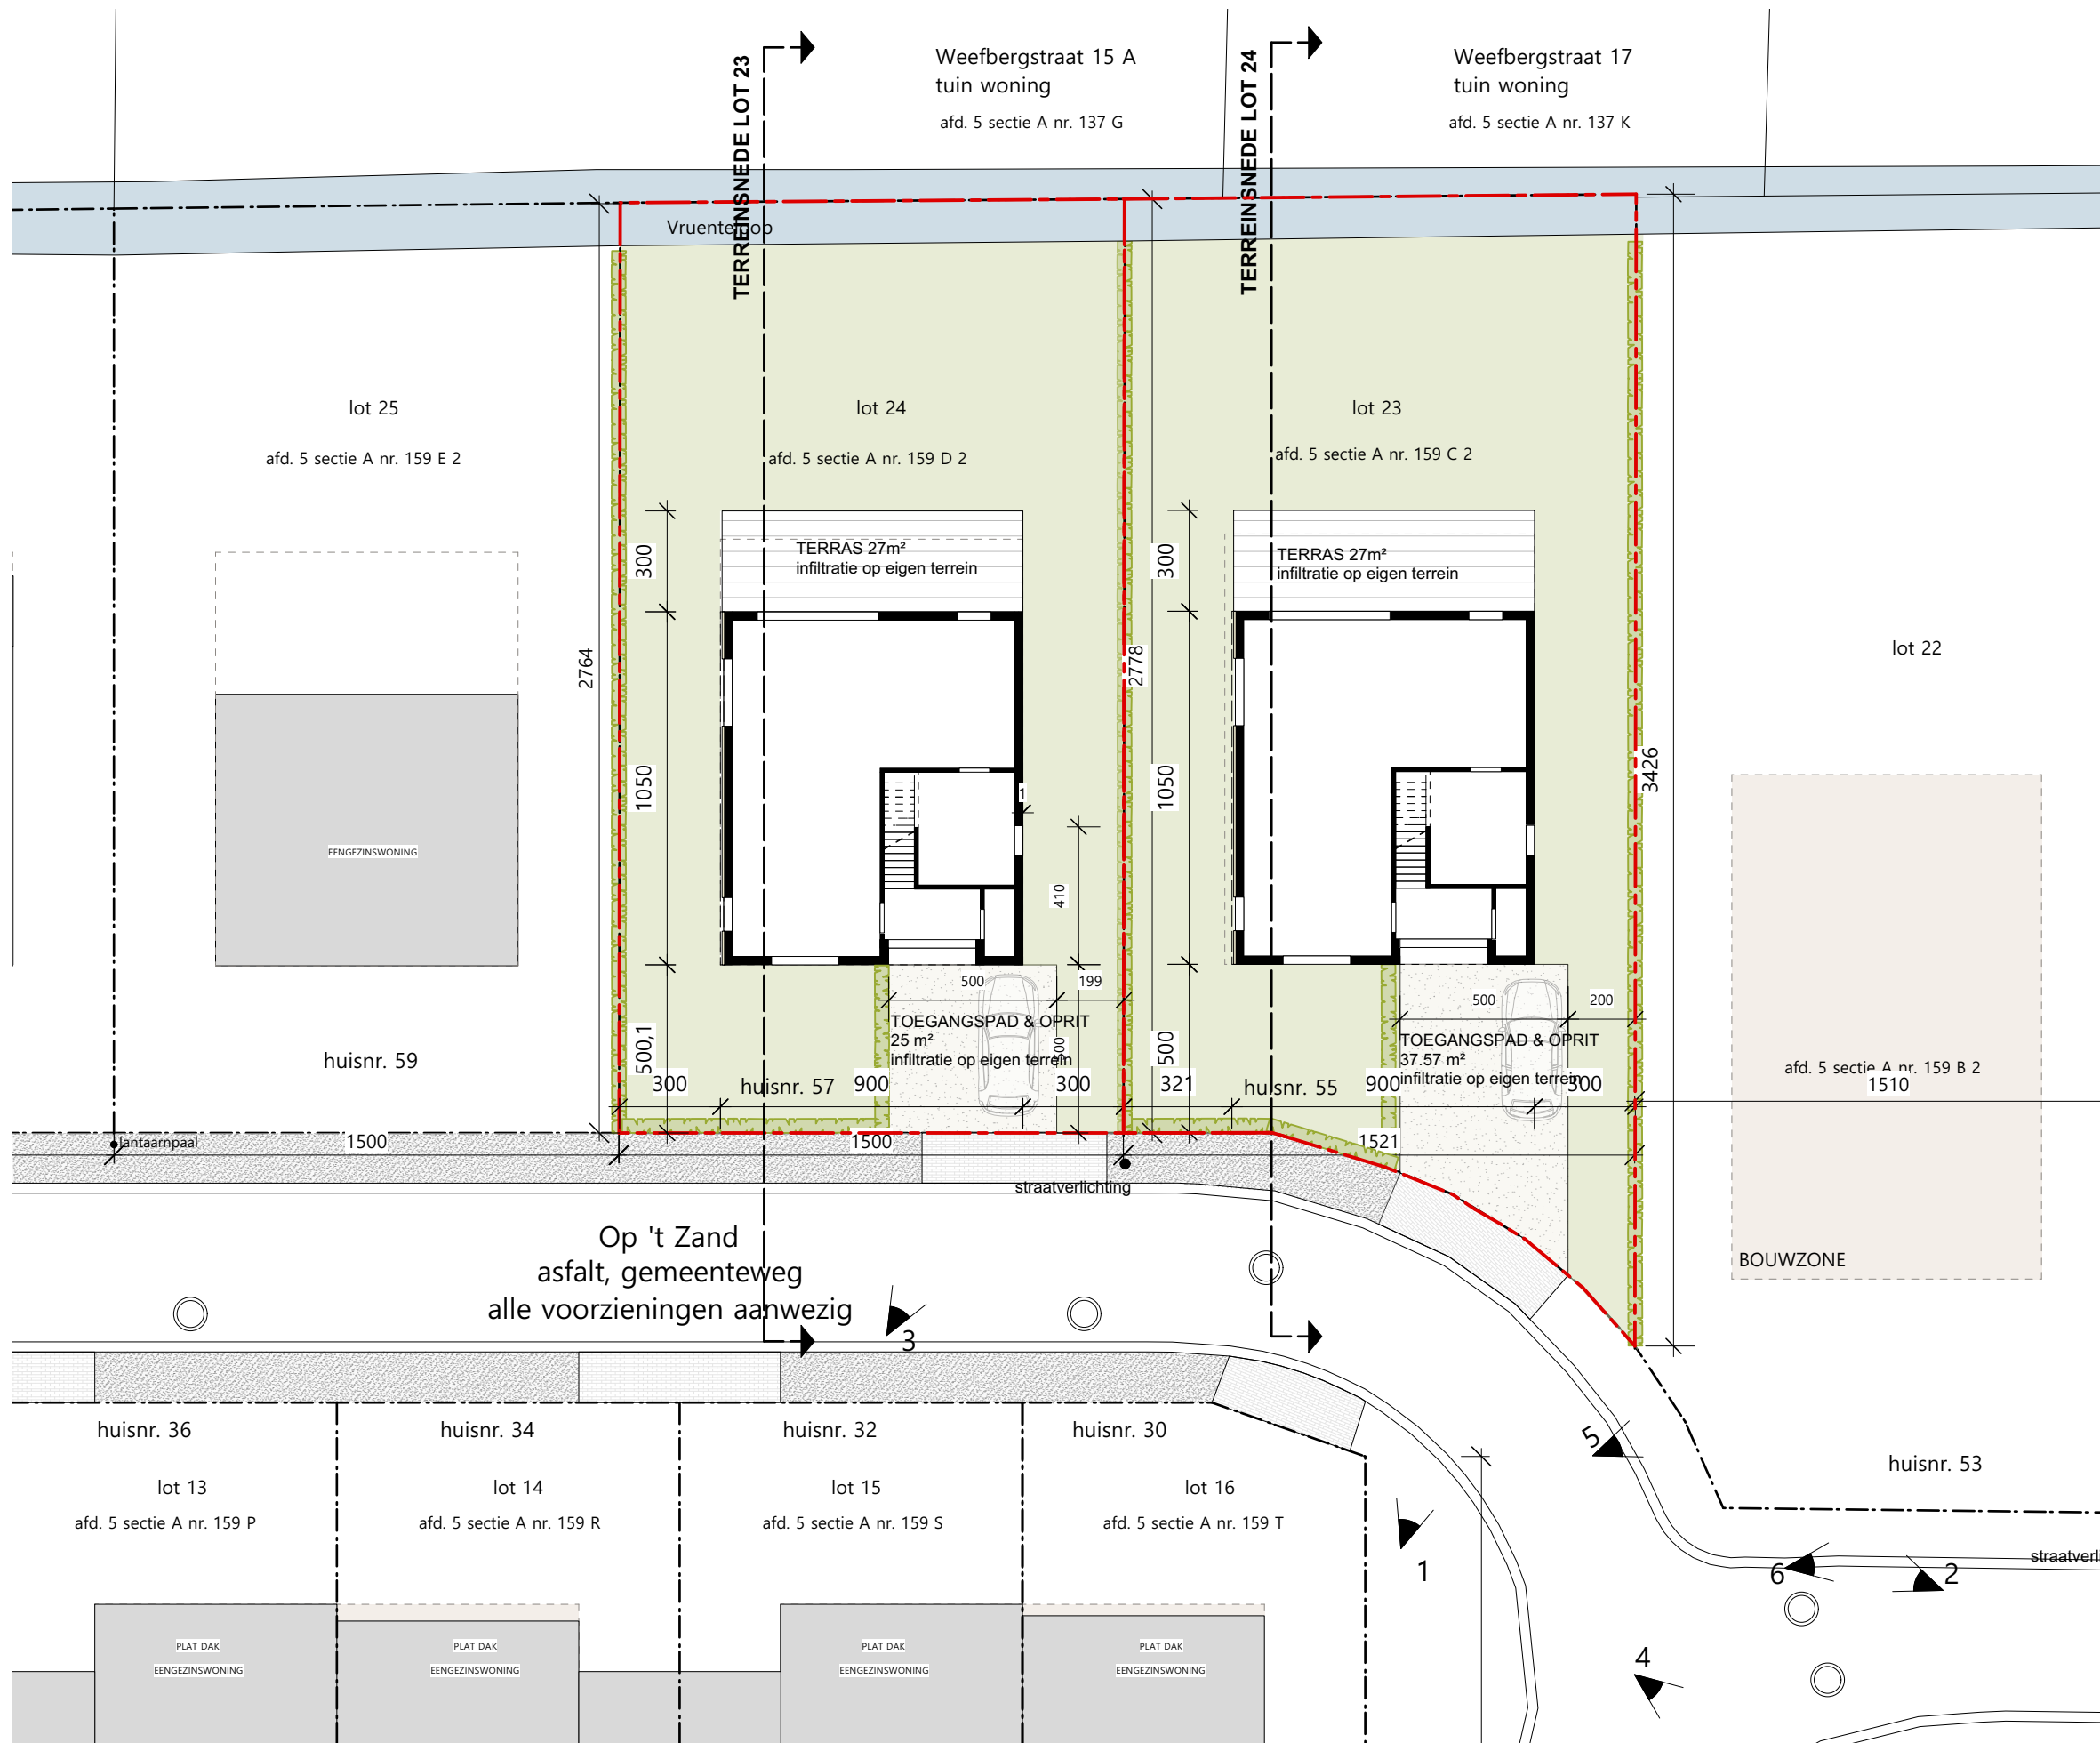 TERREINSNEDE LOT 23
Weefbergstraat 15 A
tuin woning
afd. 5 sectie A nr. 137 G
TERREINSNEDE LOT 24
Weefbergstraat 17
tuin woning
afd. 5 sectie A nr. 137 K
Vruenteloop
lot 25
afd. 5 sectie A nr. 159 E 2
lot 24
afd. 5 sectie A nr. 159 D 2
lot 23
afd. 5 sectie A nr. 159 C 2
lot 22
300
TERRAS 27m²
infiltratie op eigen terrein
300
TERRAS 27m²
infiltratie op eigen terrein
2764
2778
3426
1050
1
1050
EENGEZINSWONING
410
500
199
500
200
TOEGANGSPAD & OPRIT
25 m²
infiltratie op eigen terrein
TOEGANGSPAD & OPRIT
37.57 m²
infiltratie op eigen terrein
500,1
500
500
huisnr. 59
300
huisnr. 57
900
300
321
huisnr. 55
900
300
afd. 5 sectie A nr. 159 B 2
1510
lantaarnpaal
1500
1500
1521
straatverlichting
BOUWZONE
Op 't Zand
asfalt, gemeenteweg
alle voorzieningen aanwezig
3
5
huisnr. 36
huisnr. 34
huisnr. 32
huisnr. 30
huisnr. 53
lot 13
lot 14
lot 15
lot 16
afd. 5 sectie A nr. 159 P
afd. 5 sectie A nr. 159 R
afd. 5 sectie A nr. 159 S
afd. 5 sectie A nr. 159 T
1
straatverli
6
2
4
PLAT DAK
EENGEZINSWONING
PLAT DAK
EENGEZINSWONING
PLAT DAK
EENGEZINSWONING
PLAT DAK
EENGEZINSWONING